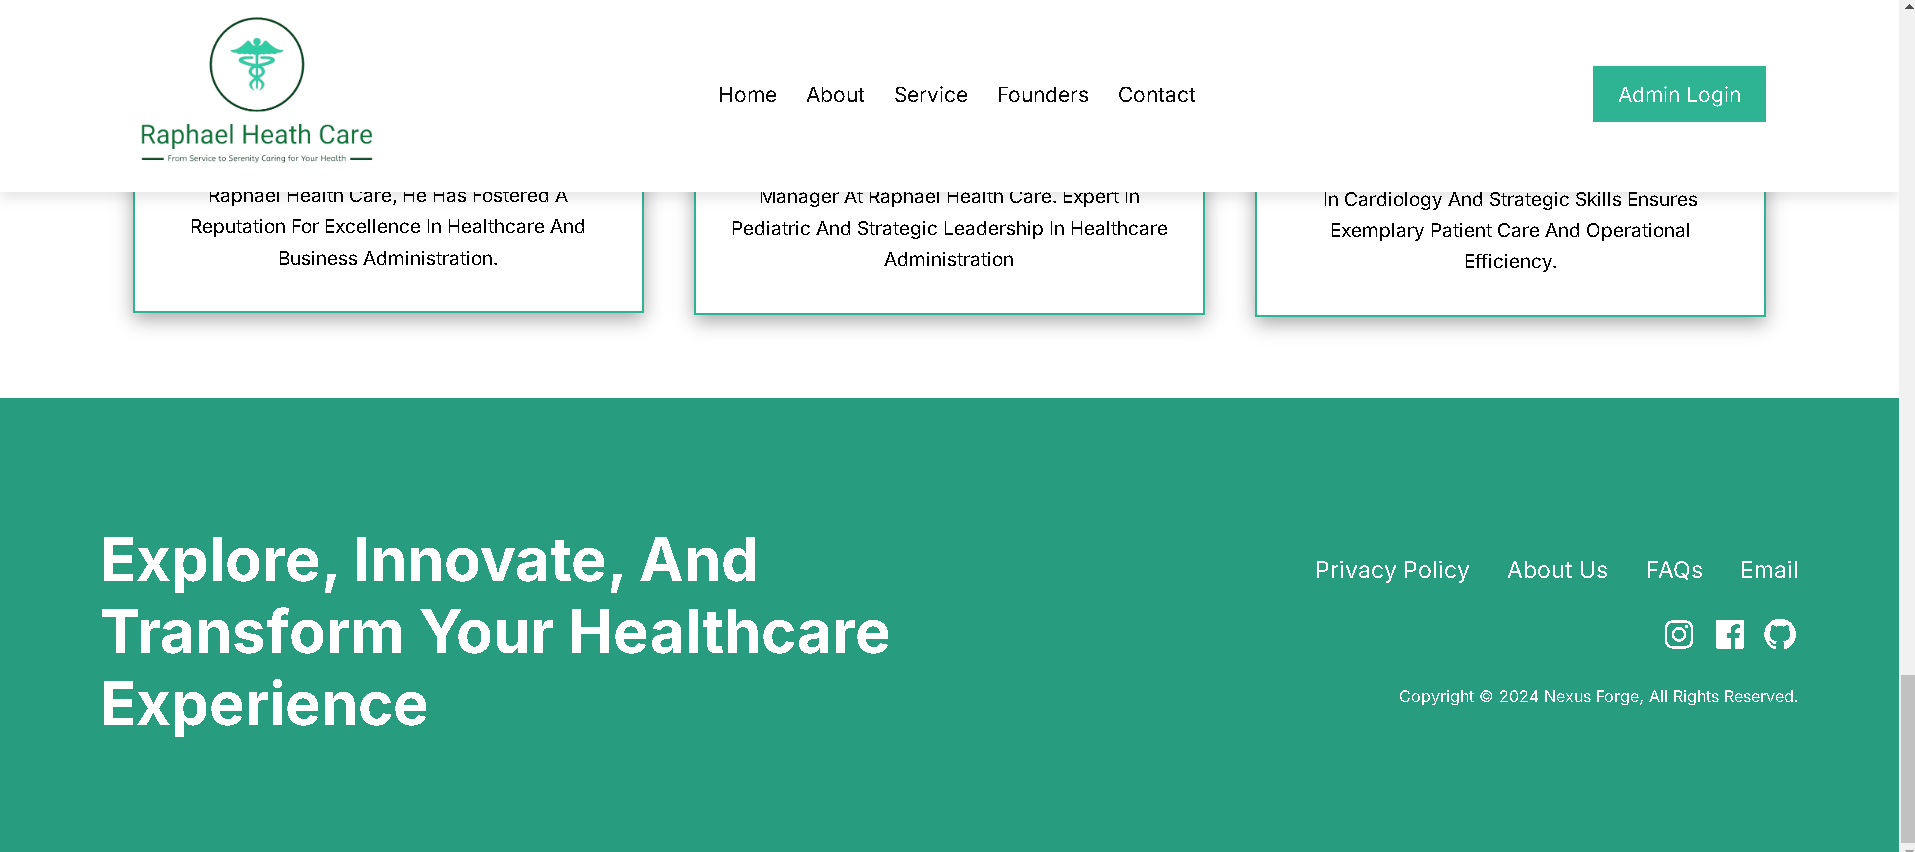 Raphael Heath Care
From Service to Serenity Caring for Your Health
Home About Service Founders Contact
Admin Login
Raphael Health Care, He Has Fostered A
Reputation For Excellence In Healthcare And
Business Administration.
Manager At Raphael Health Care. Expert In
Pediatric And Strategic Leadership In Healthcare
Administration
In Cardiology And Strategic Skills Ensures
Exemplary Patient Care And Operational
Efficiency.
Explore, Innovate, And
Transform Your Healthcare
Experience
Privacy Policy About Us FAQs Email
Copyright © 2024 Nexus Forge, All Rights Reserved.